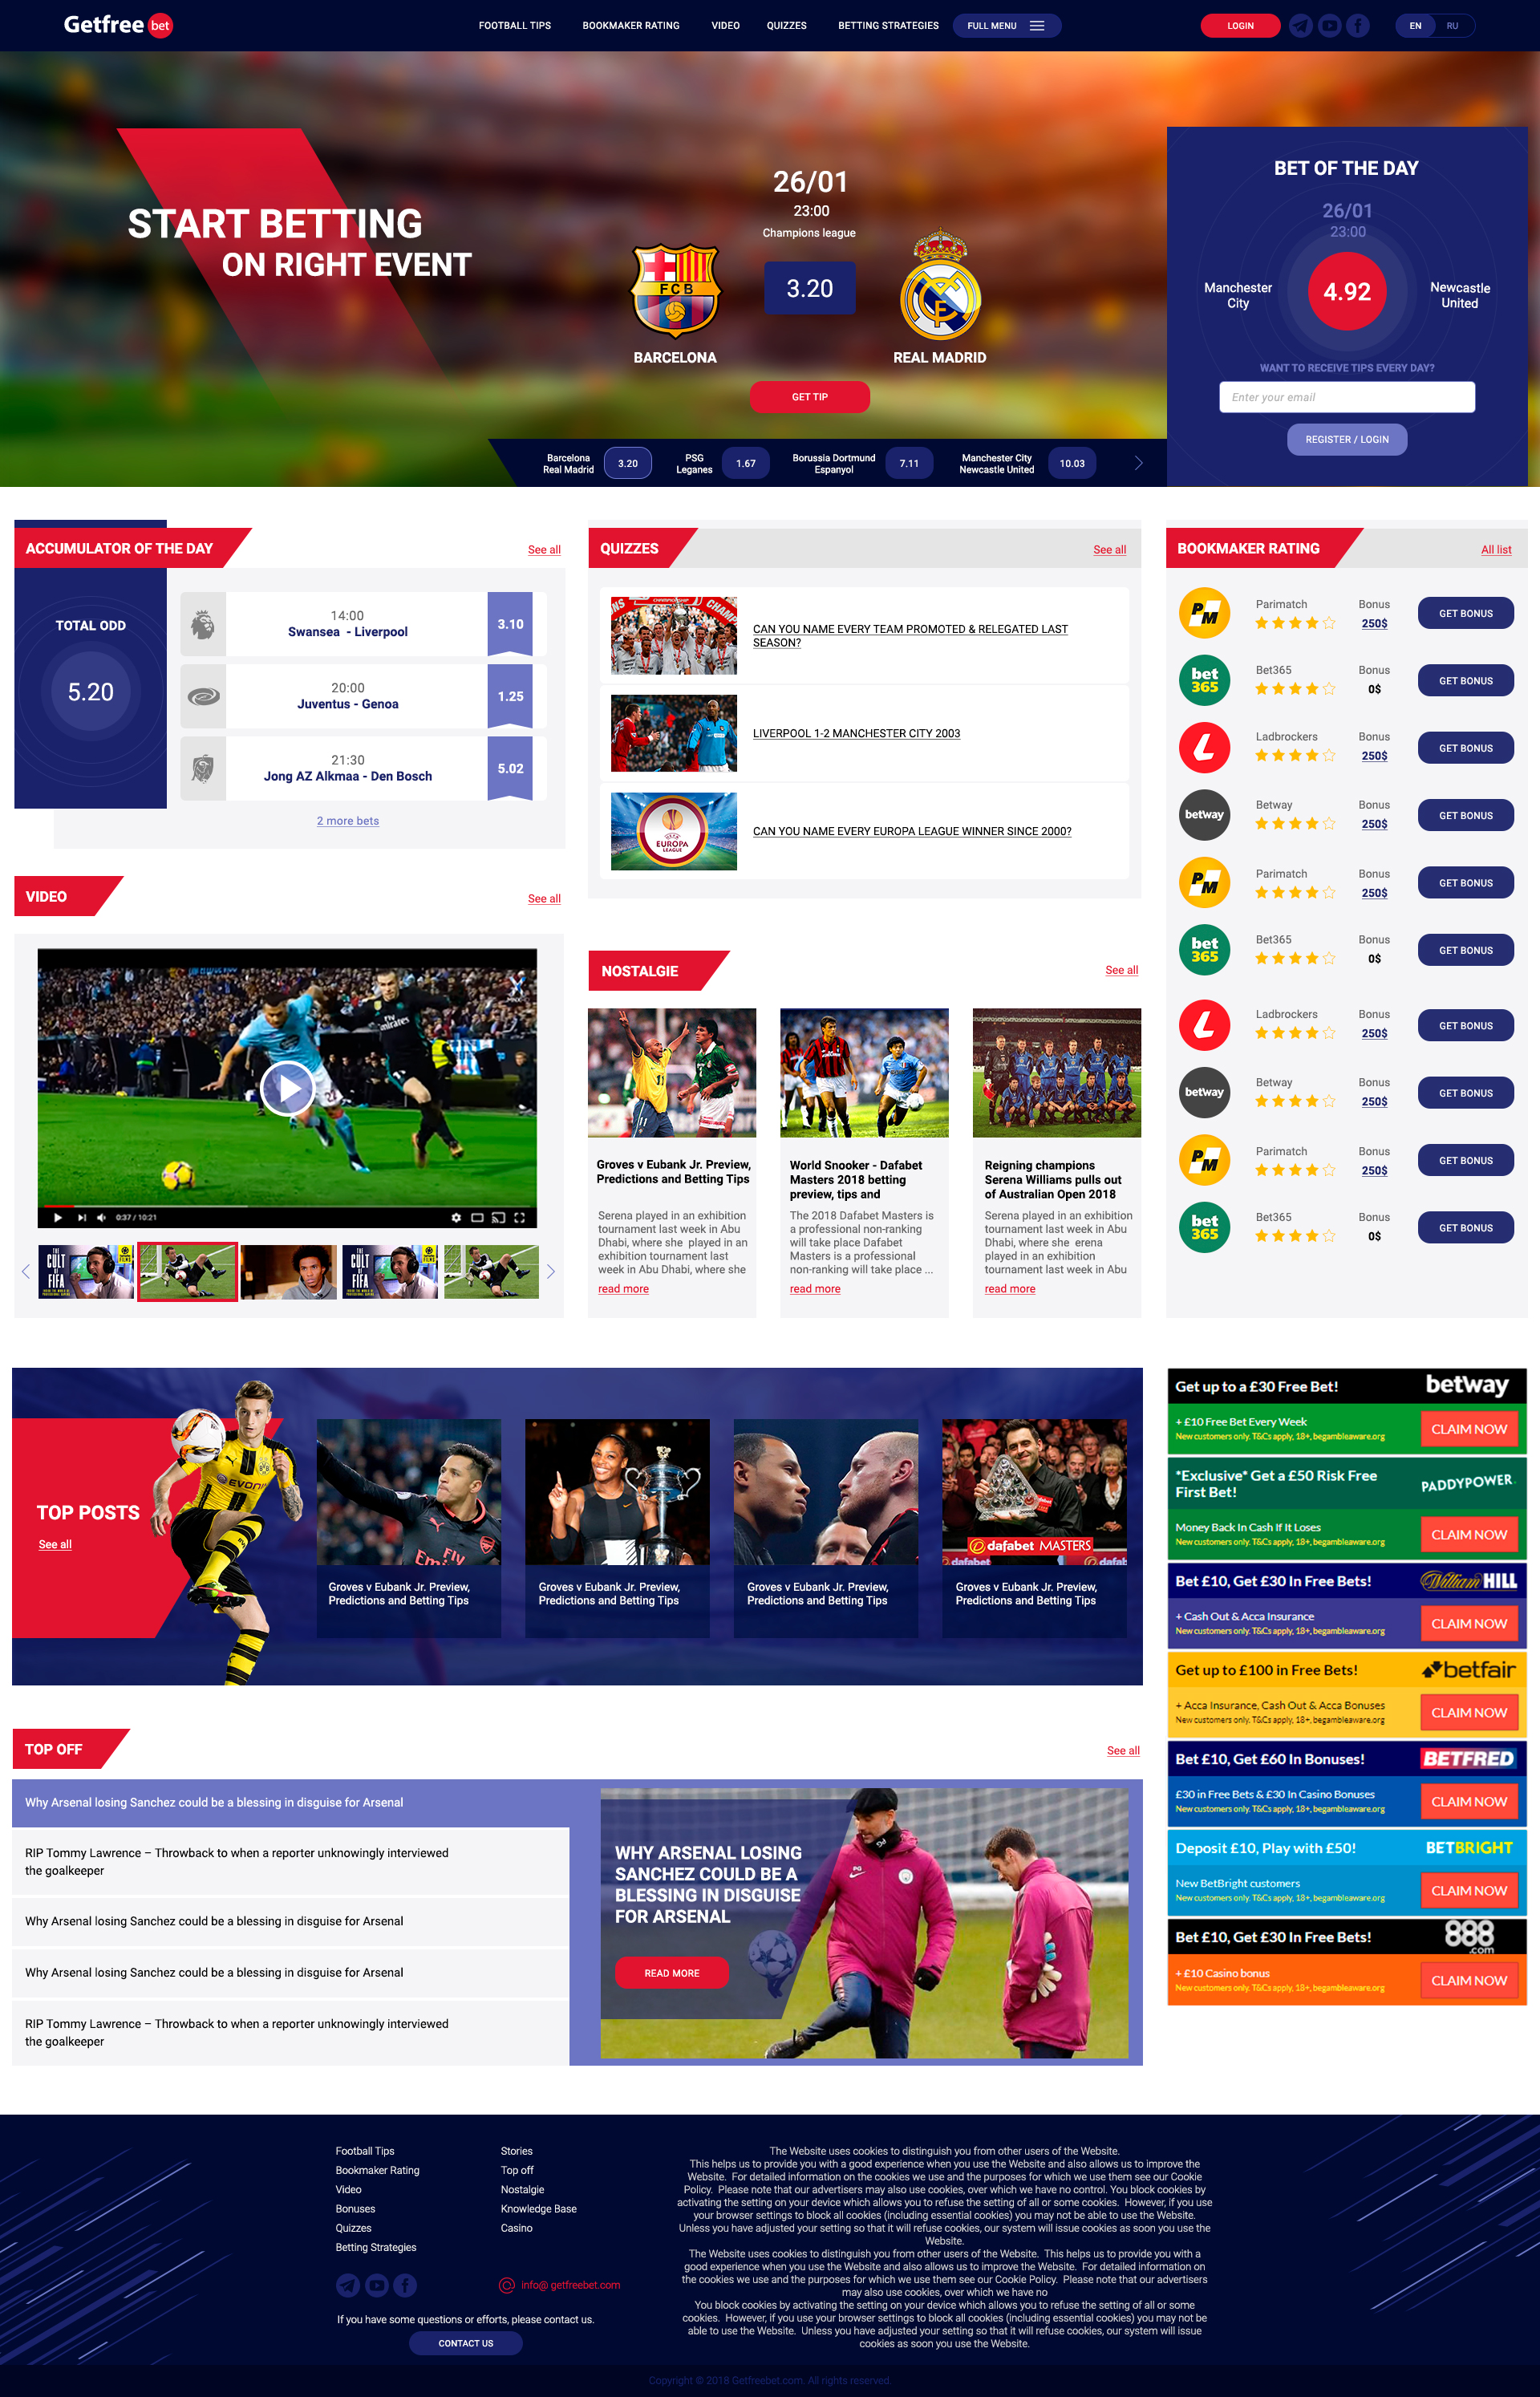 Getfree bet
FOOTBALL TIPS
BOOKMAKER RATING
VIDEO
QUIZZES
BETTING STRATEGIES
FULL MENU
LOGIN
EN
RU
START BETTING
ON RIGHT EVENT
26/01
23:00
Champions league
FCB
3.20
BARCELONA
REAL MADRID
GET TIP
BET OF THE DAY
26/01
23:00
Manchester
City
4.92
Newcastle
United
WANT TO RECEIVE TIPS EVERY DAY?
Enter your email
REGISTER / LOGIN
Barcelona
Real Madrid
3.20
PSG
Leganes
1.67
Borussia Dortmund
Espanyol
7.11
Manchester City
Newcastle United
10.03
ACCUMULATOR OF THE DAY
See all
TOTAL ODD
5.20
14:00
Swansea - Liverpool
3.10
20:00
Juventus - Genoa
1.25
21:30
Jong AZ Alkmaa - Den Bosch
5.02
2 more bets
VIDEO
See all
0:37 / 10:21
THE
CULT
OF
FIFA
THE
CULT
OF
FIFA
QUIZZES
See all
CAN YOU NAME EVERY TEAM PROMOTED & RELEGATED LAST
SEASON?
LIVERPOOL 1-2 MANCHESTER CITY 2003
EUROPA
LEAGUE
CAN YOU NAME EVERY EUROPA LEAGUE WINNER SINCE 2000?
NOSTALGIE
See all
Groves v Eubank Jr. Preview,
Predictions and Betting Tips
Serena played in an exhibition
tournament last week in Abu
Dhabi, where she played in an
exhibition tournament last
week in Abu Dhabi, where she
read more
World Snooker - Dafabet
Masters 2018 betting
preview, tips and
The 2018 Dafabet Masters is
a professional non-ranking
will take place Dafabet
Masters is a professional
non-ranking will take place ...
read more
Reigning champions
Serena Williams pulls out
of Australian Open 2018
Serena played in an exhibition
tournament last week in Abu
Dhabi, where she erena
played in an exhibition
tournament last week in Abu
read more
BOOKMAKER RATING
All list
PM
Parimatch
Bonus
250$
GET BONUS
bet
365
Bet365
Bonus
0$
GET BONUS
L
Ladbrockers
Bonus
250$
GET BONUS
betway
Betway
Bonus
250$
GET BONUS
PM
Parimatch
Bonus
250$
GET BONUS
bet
365
Bet365
Bonus
0$
GET BONUS
L
Ladbrockers
Bonus
250$
GET BONUS
betway
Betway
Bonus
250$
GET BONUS
PM
Parimatch
Bonus
250$
GET BONUS
bet
365
Bet365
Bonus
0$
GET BONUS
TOP POSTS
See all
EVONIK
Fly
Emir
dafabet MASTERS
dafabet
Groves v Eubank Jr. Preview,
Predictions and Betting Tips
Groves v Eubank Jr. Preview,
Predictions and Betting Tips
Groves v Eubank Jr. Preview,
Predictions and Betting Tips
Groves v Eubank Jr. Preview,
Predictions and Betting Tips
Get up to a £30 Free Bet!
betway
+ £10 Free Bet Every Week
New customers only. T&Cs apply, 18+, begambleaware.org
CLAIM NOW
*Exclusive* Get a £50 Risk Free
First Bet!
PADDYPOWER.
Money Back In Cash If It Loses
New customers only. T&Cs apply, 18+, begambleaware.org
CLAIM NOW
Bet £10, Get £30 In Free Bets!
William HILL
+ Cash Out & Acca Insurance
New customers only. T&Cs apply, 18+, begambleaware.org
CLAIM NOW
Get up to £100 in Free Bets!
betfair
+ Acca Insurance, Cash Out & Acca Bonuses
New customers only. T&Cs apply, 18+, begambleaware.org
CLAIM NOW
Bet £10, Get £60 In Bonuses!
BETFRED
£30 in Free Bets & £30 In Casino Bonuses
New customers only. T&Cs apply, 18+, begambleaware.org
CLAIM NOW
Deposit £10, Play with £50!
BETBRIGHT
New BetBright customers
New customers only. T&Cs apply, 18+, begambleaware.org
CLAIM NOW
Bet £10, Get £30 In Free Bets!
888
.com
+ £10 Casino bonus
New customers only. T&Cs apply, 18+, begambleaware.org
CLAIM NOW
TOP OFF
See all
Why Arsenal losing Sanchez could be a blessing in disguise for Arsenal
RIP Tommy Lawrence – Throwback to when a reporter unknowingly interviewed
the goalkeeper
Why Arsenal losing Sanchez could be a blessing in disguise for Arsenal
Why Arsenal losing Sanchez could be a blessing in disguise for Arsenal
RIP Tommy Lawrence – Throwback to when a reporter unknowingly interviewed
the goalkeeper
WHY ARSENAL LOSING
SANCHEZ COULD BE A
BLESSING IN DISGUISE
FOR ARSENAL
READ MORE
PG
Football Tips
Bookmaker Rating
Video
Bonuses
Quizzes
Betting Strategies
Stories
Top off
Nostalgie
Knowledge Base
Casino
info@ getfreebet.com
If you have some questions or efforts, please contact us.
CONTACT US
The Website uses cookies to distinguish you from other users of the Website.
This helps us to provide you with a good experience when you use the Website and also allows us to improve the
Website. For detailed information on the cookies we use and the purposes for which we use them see our Cookie
Policy. Please note that our advertisers may also use cookies, over which we have no control. You block cookies by
activating the setting on your device which allows you to refuse the setting of all or some cookies. However, if you use
your browser settings to block all cookies (including essential cookies) you may not be able to use the Website.
Unless you have adjusted your setting so that it will refuse cookies, our system will issue cookies as soon you use the
Website.
The Website uses cookies to distinguish you from other users of the Website. This helps us to provide you with a
good experience when you use the Website and also allows us to improve the Website. For detailed information on
the cookies we use and the purposes for which we use them see our Cookie Policy. Please note that our advertisers
may also use cookies, over which we have no
You block cookies by activating the setting on your device which allows you to refuse the setting of all or some
cookies. However, if you use your browser settings to block all cookies (including essential cookies) you may not be
able to use the Website. Unless you have adjusted your setting so that it will refuse cookies, our system will issue
cookies as soon you use the Website.
Copyright © 2018 Getfreebet.com. All rights reserved.